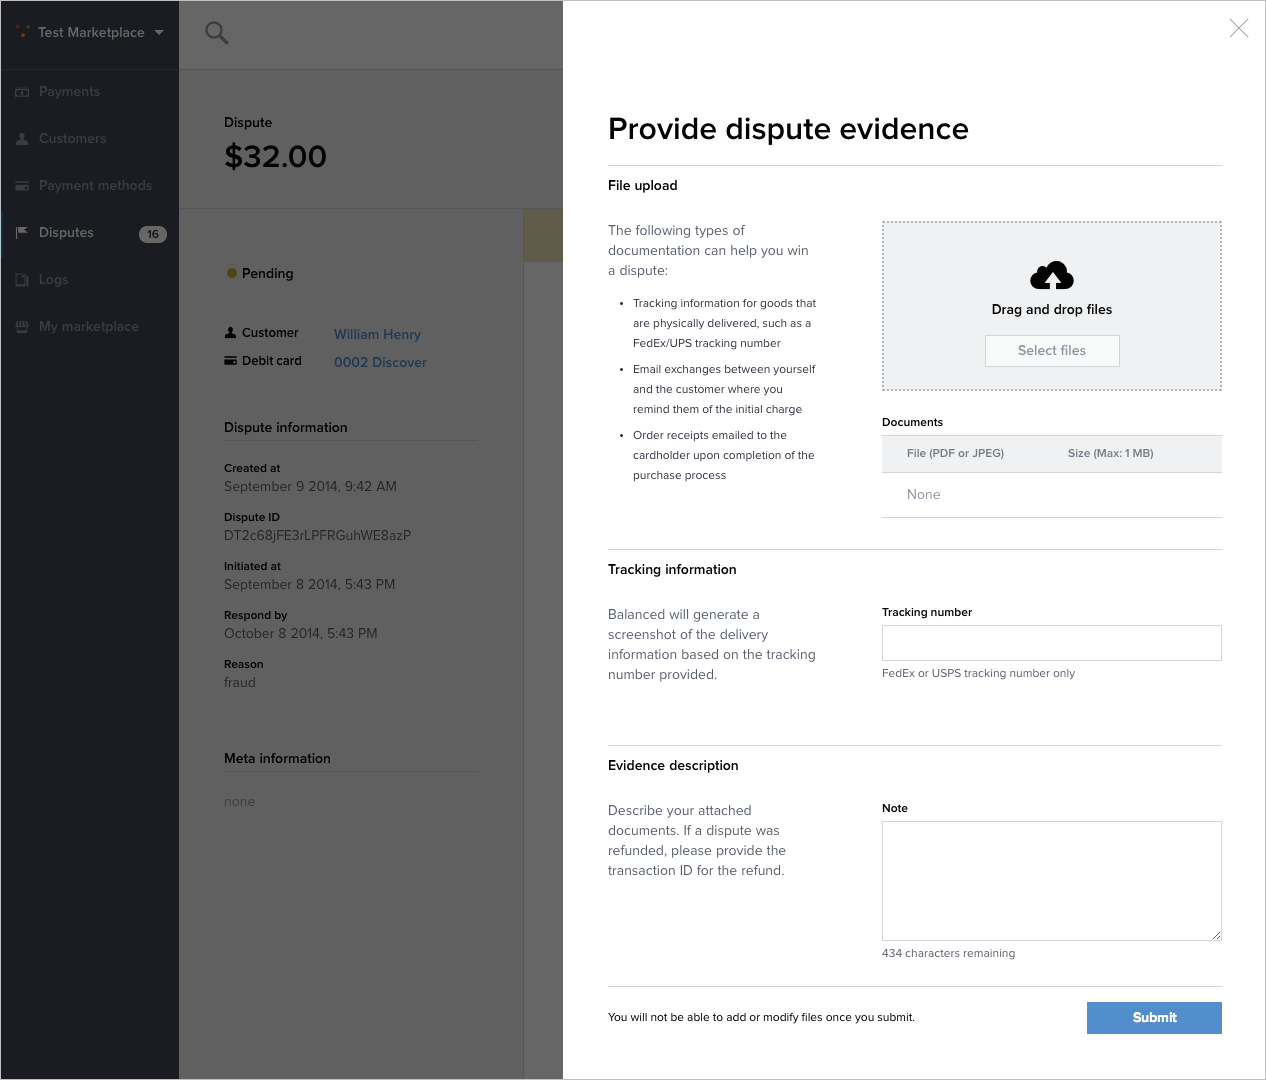 Test Marketplace
Payments
Customers
Payment methods
Disputes
16
Logs
My marketplace
Dispute
$32.00
Pending
Customer
William Henry
Debit card
0002 Discover
Dispute information
Created at
September 9 2014, 9:42 AM
Dispute ID
DT2c68jFE3rLPFRGuhWE8azP
Initiated at
September 8 2014, 5:43 PM
Respond by
October 8 2014, 5:43 PM
Reason
fraud
Meta information
none
Provide dispute evidence
File upload
The following types of
documentation can help you win
a dispute:
• Tracking information for goods that
are physically delivered, such as a
FedEx/UPS tracking number
• Email exchanges between yourself
and the customer where you
remind them of the initial charge
• Order receipts emailed to the
cardholder upon completion of the
purchase process
Drag and drop files
Select files
Documents
File (PDF or JPEG)
Size (Max: 1 MB)
None
Tracking information
Balanced will generate a
screenshot of the delivery
information based on the tracking
number provided.
Tracking number
FedEx or USPS tracking number only
Evidence description
Describe your attached
documents. If a dispute was
refunded, please provide the
transaction ID for the refund.
Note
434 characters remaining
You will not be able to add or modify files once you submit.
Submit